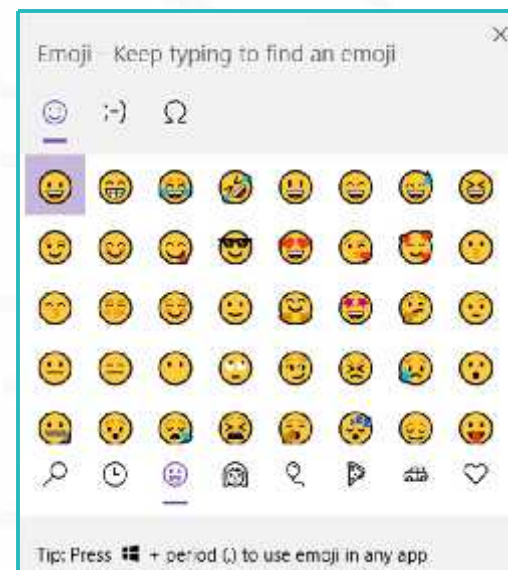 Emoji - Keep typing to find an emoji
;-)
Ω
Tip: Press + period (.) to use emoji in any app